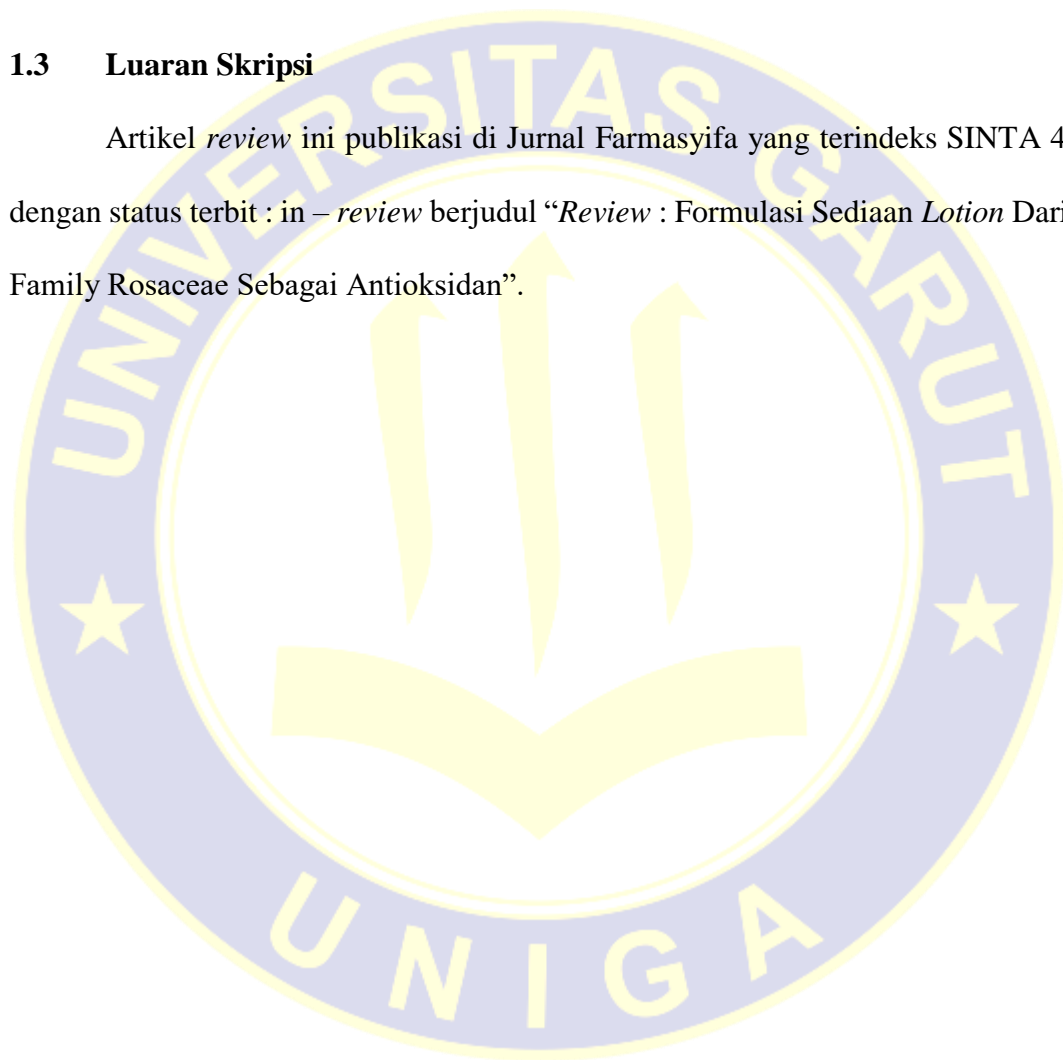 1.3 Luaran Skripsi
Artikel review ini publikasi di Jurnal Farmasyifa yang terindeks SINTA 4
dengan status terbit : in – review berjudul “Review : Formulasi Sediaan Lotion Dari
Family Rosaceae Sebagai Antioksidan”.
UNIVERSITAS GARUT
UNIGA